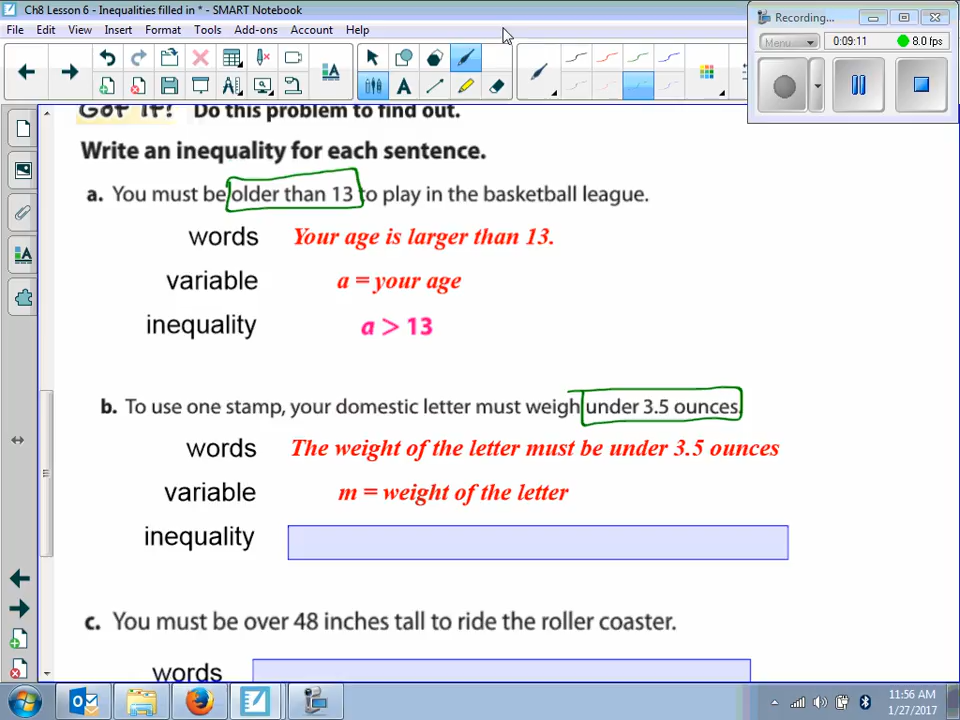 Ch8 Lesson 6 - Inequalities filled in * - SMART Notebook
Recording...
File Edit View Insert Format Tools Add-ons Account Help
Menu
0:09:11
8.0 fps
Got it? Do this problem to find out.
Write an inequality for each sentence.
a. You must be older than 13 to play in the basketball league.
words Your age is larger than 13.
variable a = your age
inequality a > 13
b. To use one stamp, your domestic letter must weigh under 3.5 ounces.
words The weight of the letter must be under 3.5 ounces
variable m = weight of the letter
inequality
c. You must be over 48 inches tall to ride the roller coaster.
words
11:56 AM
1/27/2017